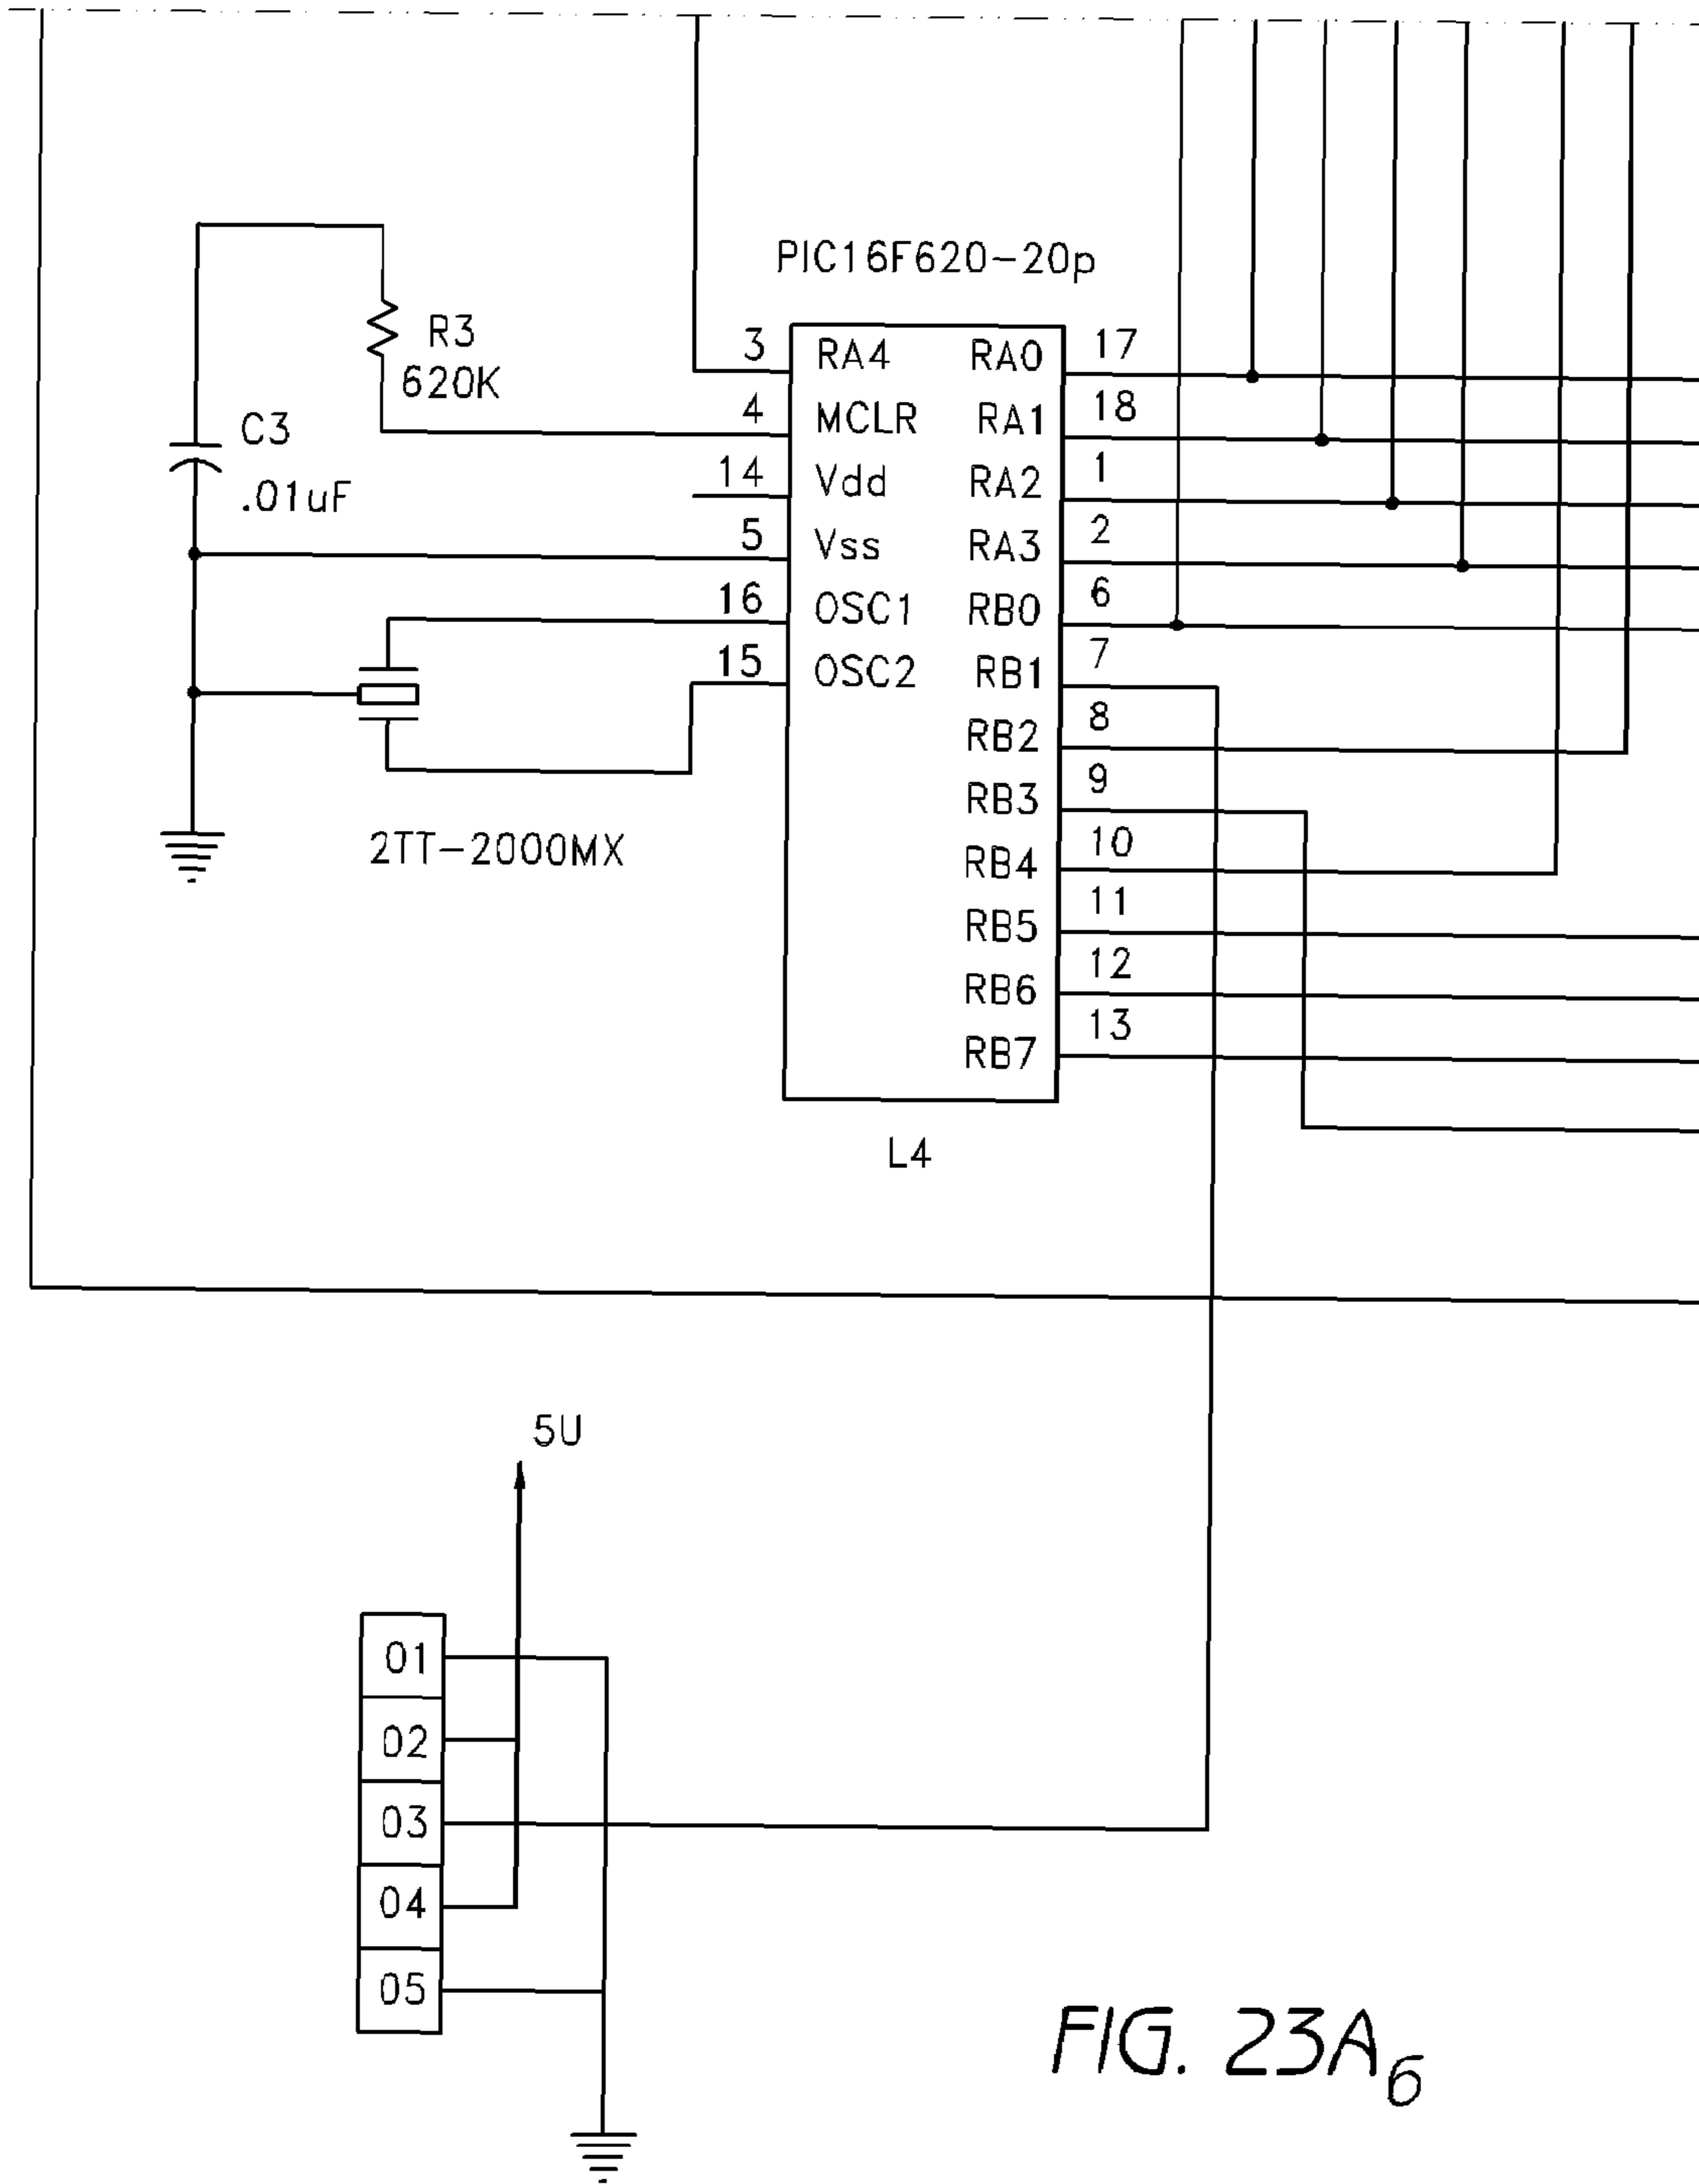 PIC16F620-20p
R3
620K
C3
.01uF
3 RA4 RA0 17
4 MCLR RA1 18
14 Vdd RA2 1
5 Vss RA3 2
16 OSC1 RB0 6
15 OSC2 RB1 7
RB2 8
RB3 9
RB4 10
RB5 11
RB6 12
RB7 13
2TT-2000MX
L4
5U
01
02
03
04
05
FIG. 23A6